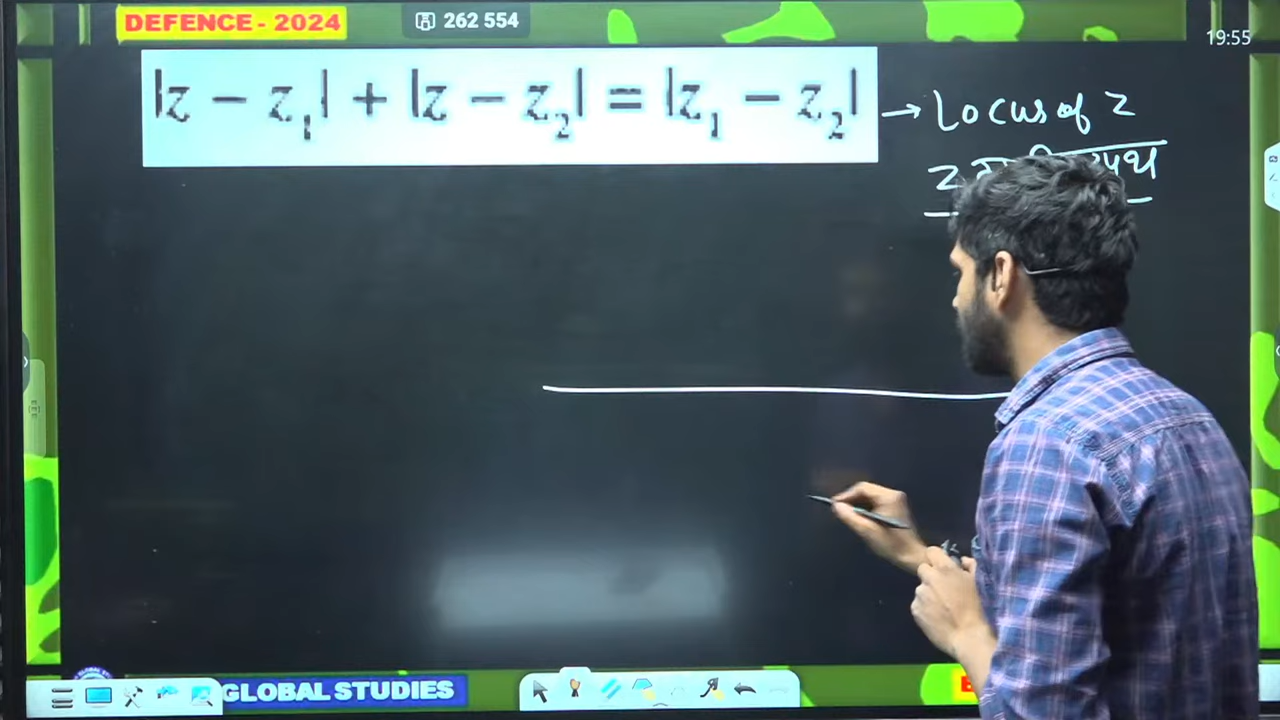 DEFENCE - 2024
262 554
19:55
|z - z₁| + |z - z₂| = |z₁ - z₂|
→ Locus of z
z
GLOBAL STUDIES